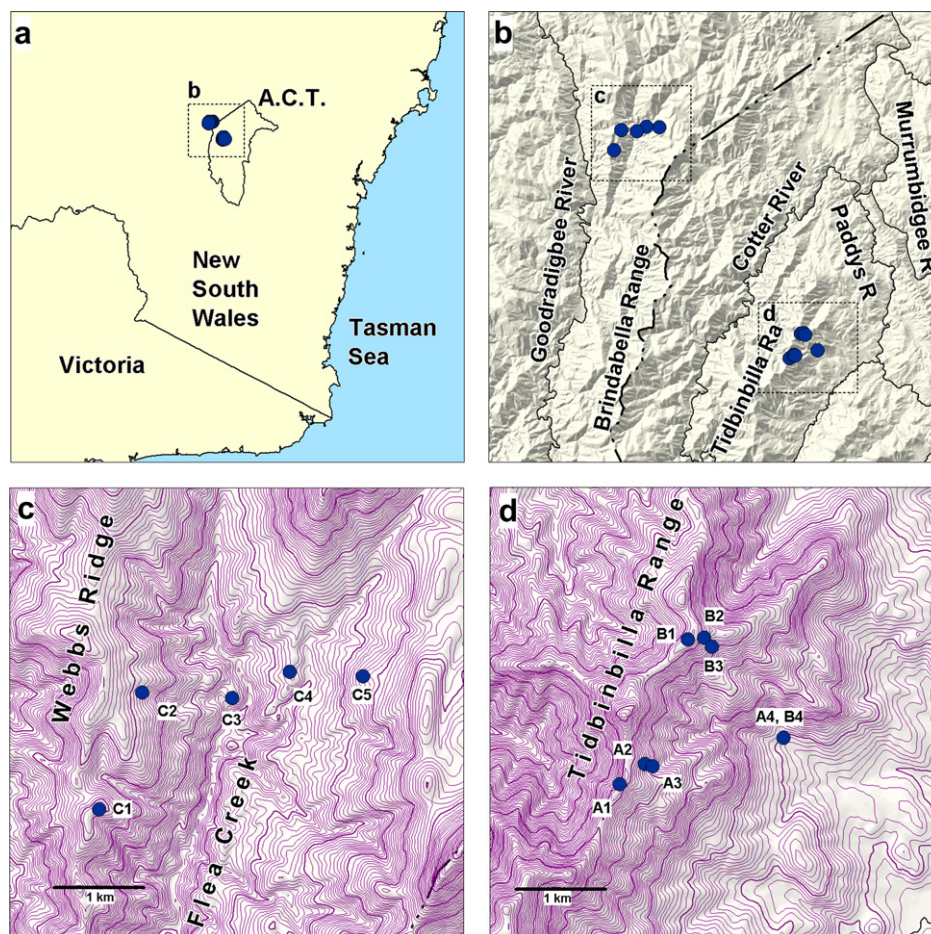 a
b
A.C.T.
New
South
Wales
Victoria
Tasman
Sea
b
c
Goodradigbee River
Brindabella Range
Cotter River
Paddys R
Murrumbidgee R
d
Tidbinbilla Ra
c
Webbs Ridge
C2
C3
C4
C5
C1
Flea Creek
1 km
d
Tidbinbilla Range
B1
B2
B3
A4, B4
A2
A3
A1
1 km